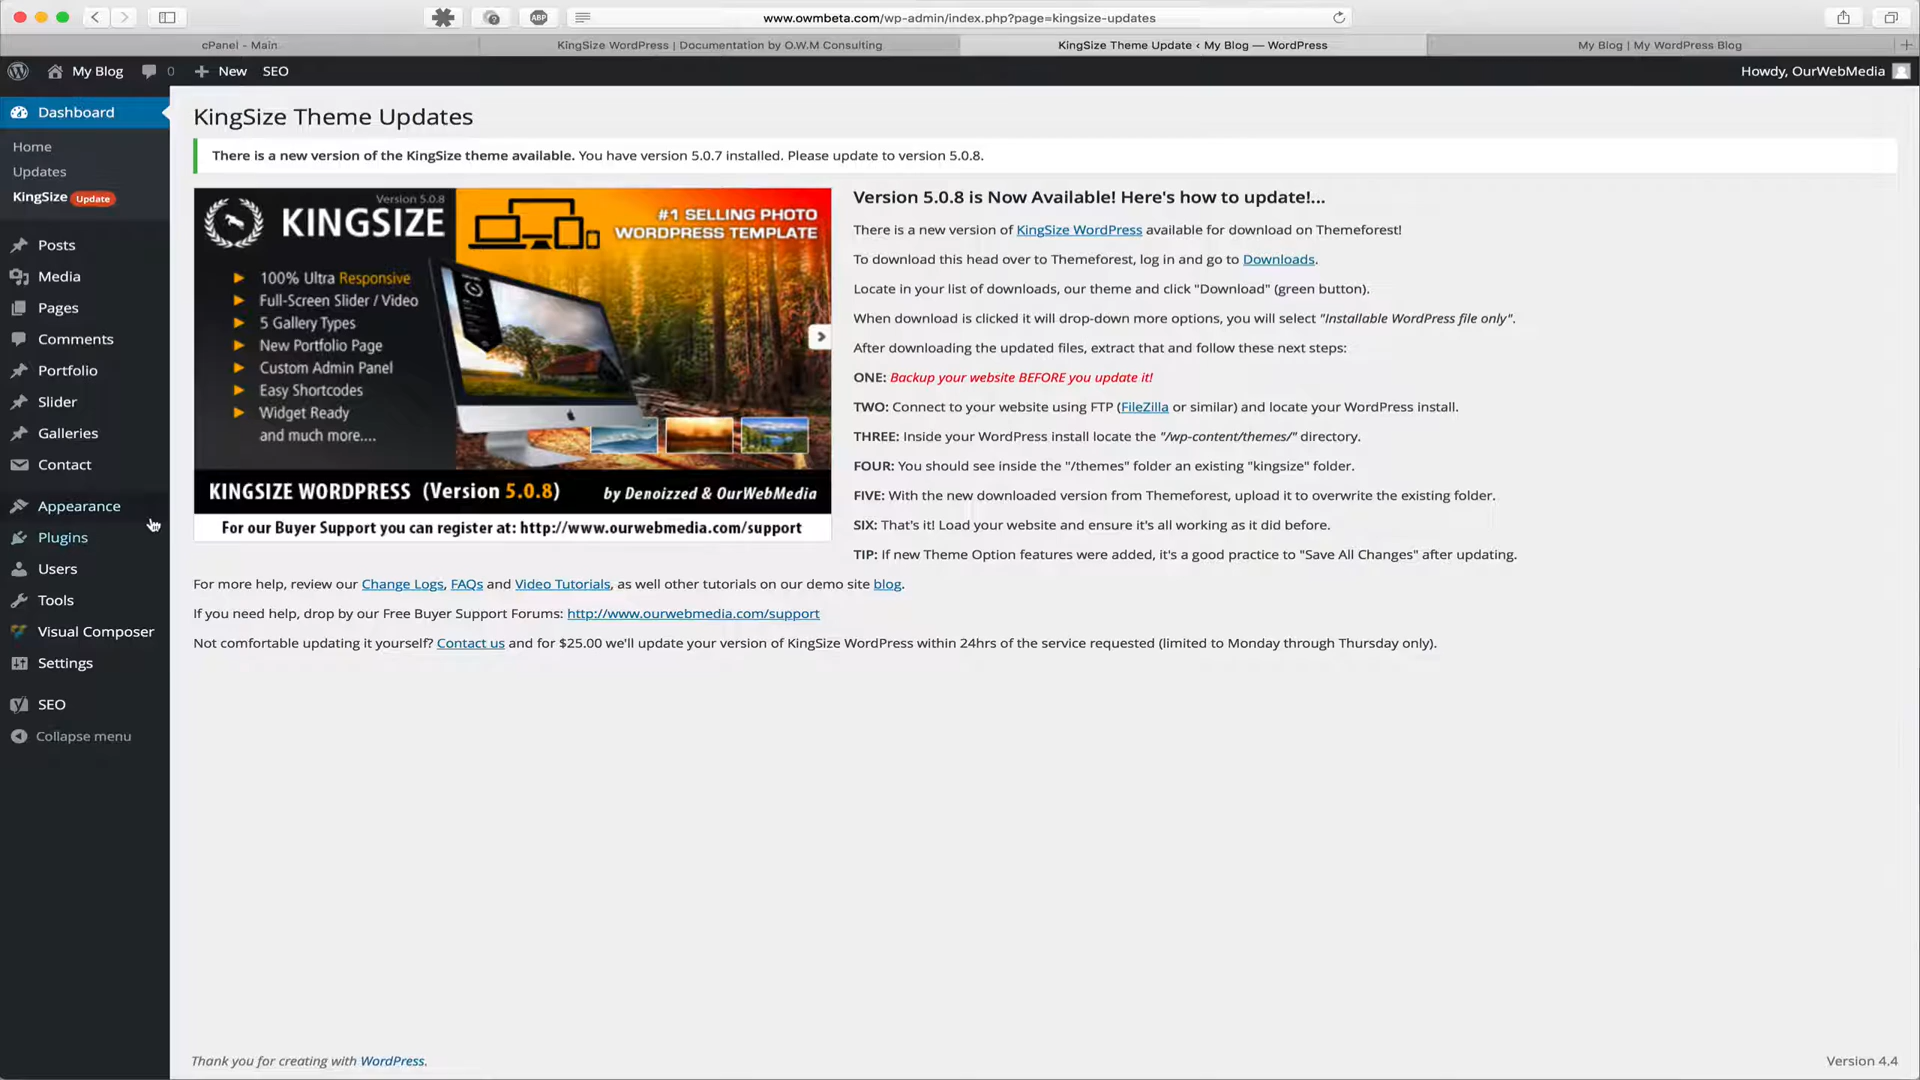 ABP
www.owmbeta.com/wp-admin/index.php?page=kingsize-updates
cPanel - Main
KingSize WordPress | Documentation by O.W.M Consulting
KingSize Theme Update ‹ My Blog — WordPress
My Blog | My WordPress Blog
My Blog
0
New
SEO
Howdy, OurWebMedia
Dashboard
Home
Updates
KingSize Update
Posts
Media
Pages
Comments
Portfolio
Slider
Galleries
Contact
Appearance
Plugins
Users
Tools
Visual Composer
Settings
SEO
Collapse menu
KingSize Theme Updates
There is a new version of the KingSize theme available. You have version 5.0.7 installed. Please update to version 5.0.8.
Version 5.0.8
KINGSIZE
#1 SELLING PHOTO
WORDPRESS TEMPLATE
100% Ultra Responsive
Full-Screen Slider / Video
5 Gallery Types
New Portfolio Page
Custom Admin Panel
Easy Shortcodes
Widget Ready
and much more....
KINGSIZE WORDPRESS (Version 5.0.8)
by Denoizzed & OurWebMedia
For our Buyer Support you can register at: http://www.ourwebmedia.com/support
Version 5.0.8 is Now Available! Here's how to update!...
There is a new version of KingSize WordPress available for download on Themeforest!
To download this head over to Themeforest, log in and go to Downloads.
Locate in your list of downloads, our theme and click "Download" (green button).
When download is clicked it will drop-down more options, you will select "Installable WordPress file only".
After downloading the updated files, extract that and follow these next steps:
ONE: Backup your website BEFORE you update it!
TWO: Connect to your website using FTP (FileZilla or similar) and locate your WordPress install.
THREE: Inside your WordPress install locate the "/wp-content/themes/" directory.
FOUR: You should see inside the "/themes" folder an existing "kingsize" folder.
FIVE: With the new downloaded version from Themeforest, upload it to overwrite the existing folder.
SIX: That's it! Load your website and ensure it's all working as it did before.
TIP: If new Theme Option features were added, it's a good practice to "Save All Changes" after updating.
For more help, review our Change Logs, FAQs and Video Tutorials, as well other tutorials on our demo site blog.
If you need help, drop by our Free Buyer Support Forums: http://www.ourwebmedia.com/support
Not comfortable updating it yourself? Contact us and for $25.00 we'll update your version of KingSize WordPress within 24hrs of the service requested (limited to Monday through Thursday only).
Thank you for creating with WordPress.
Version 4.4